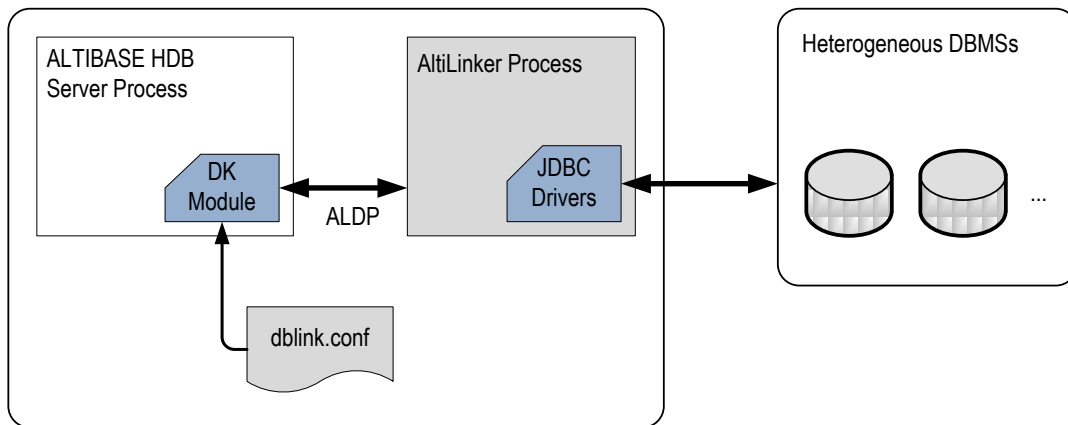 ALTIBASE HDB
Server Process
DK
Module
ALDP
AltiLinker Process
JDBC
Drivers
dblink.conf
Heterogeneous DBMSs
...